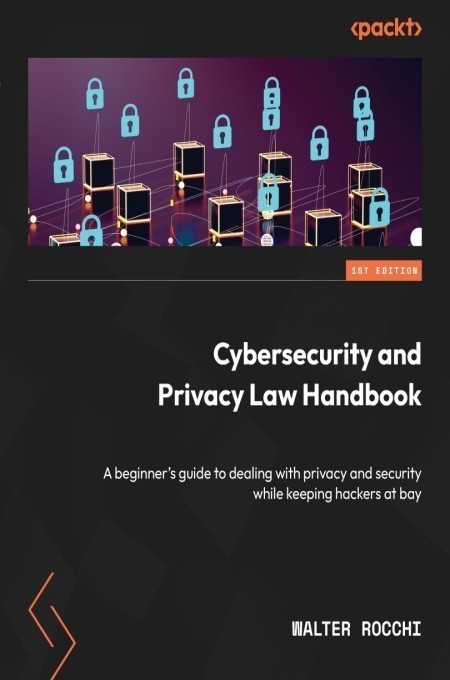 <packt>
1ST EDITION
Cybersecurity and
Privacy Law Handbook
A beginner's guide to dealing with privacy and security
while keeping hackers at bay
WALTER ROCCHI